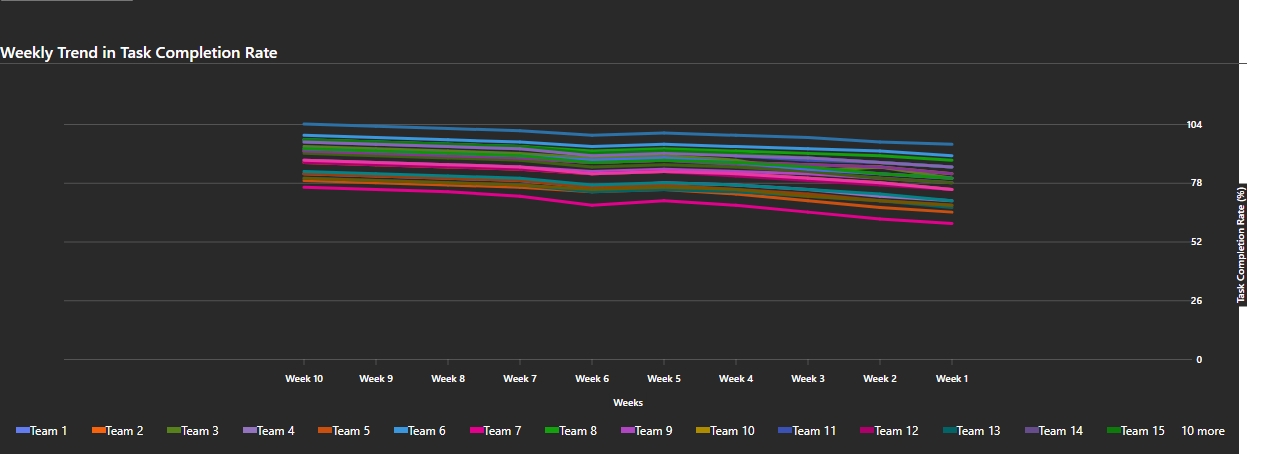 Weekly Trend in Task Completion Rate
104
78
52
26
0
Task Completion Rate (%)
Week 10 Week 9 Week 8 Week 7 Week 6 Week 5 Week 4 Week 3 Week 2 Week 1
Weeks
Team 1 Team 2 Team 3 Team 4 Team 5 Team 6 Team 7 Team 8 Team 9 Team 10 Team 11 Team 12 Team 13 Team 14 Team 15 10 more